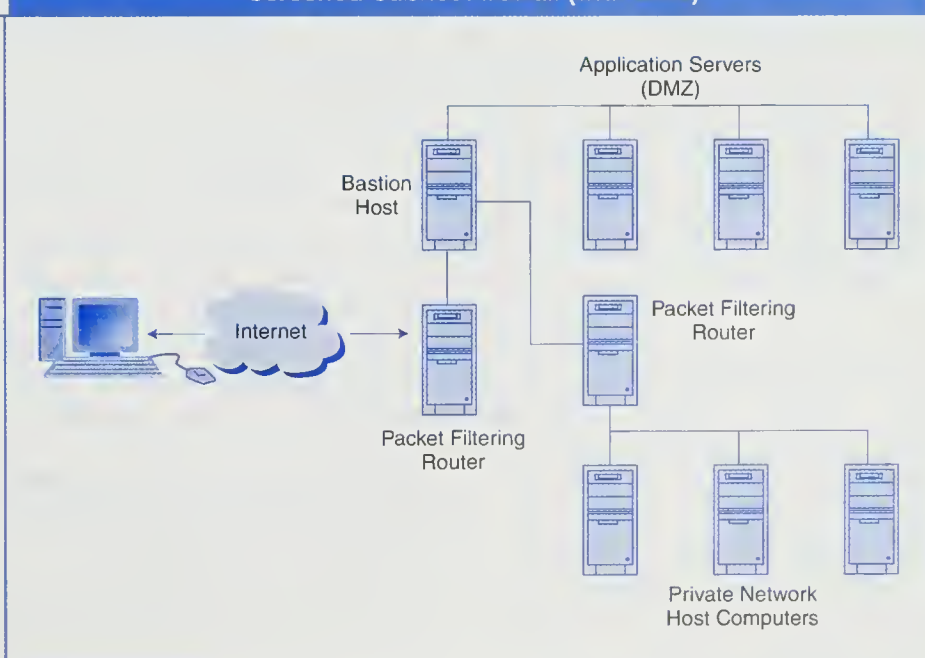 Application Servers
(DMZ)
Bastion
Host
Internet
Packet Filtering
Router
Packet Filtering
Router
Private Network
Host Computers